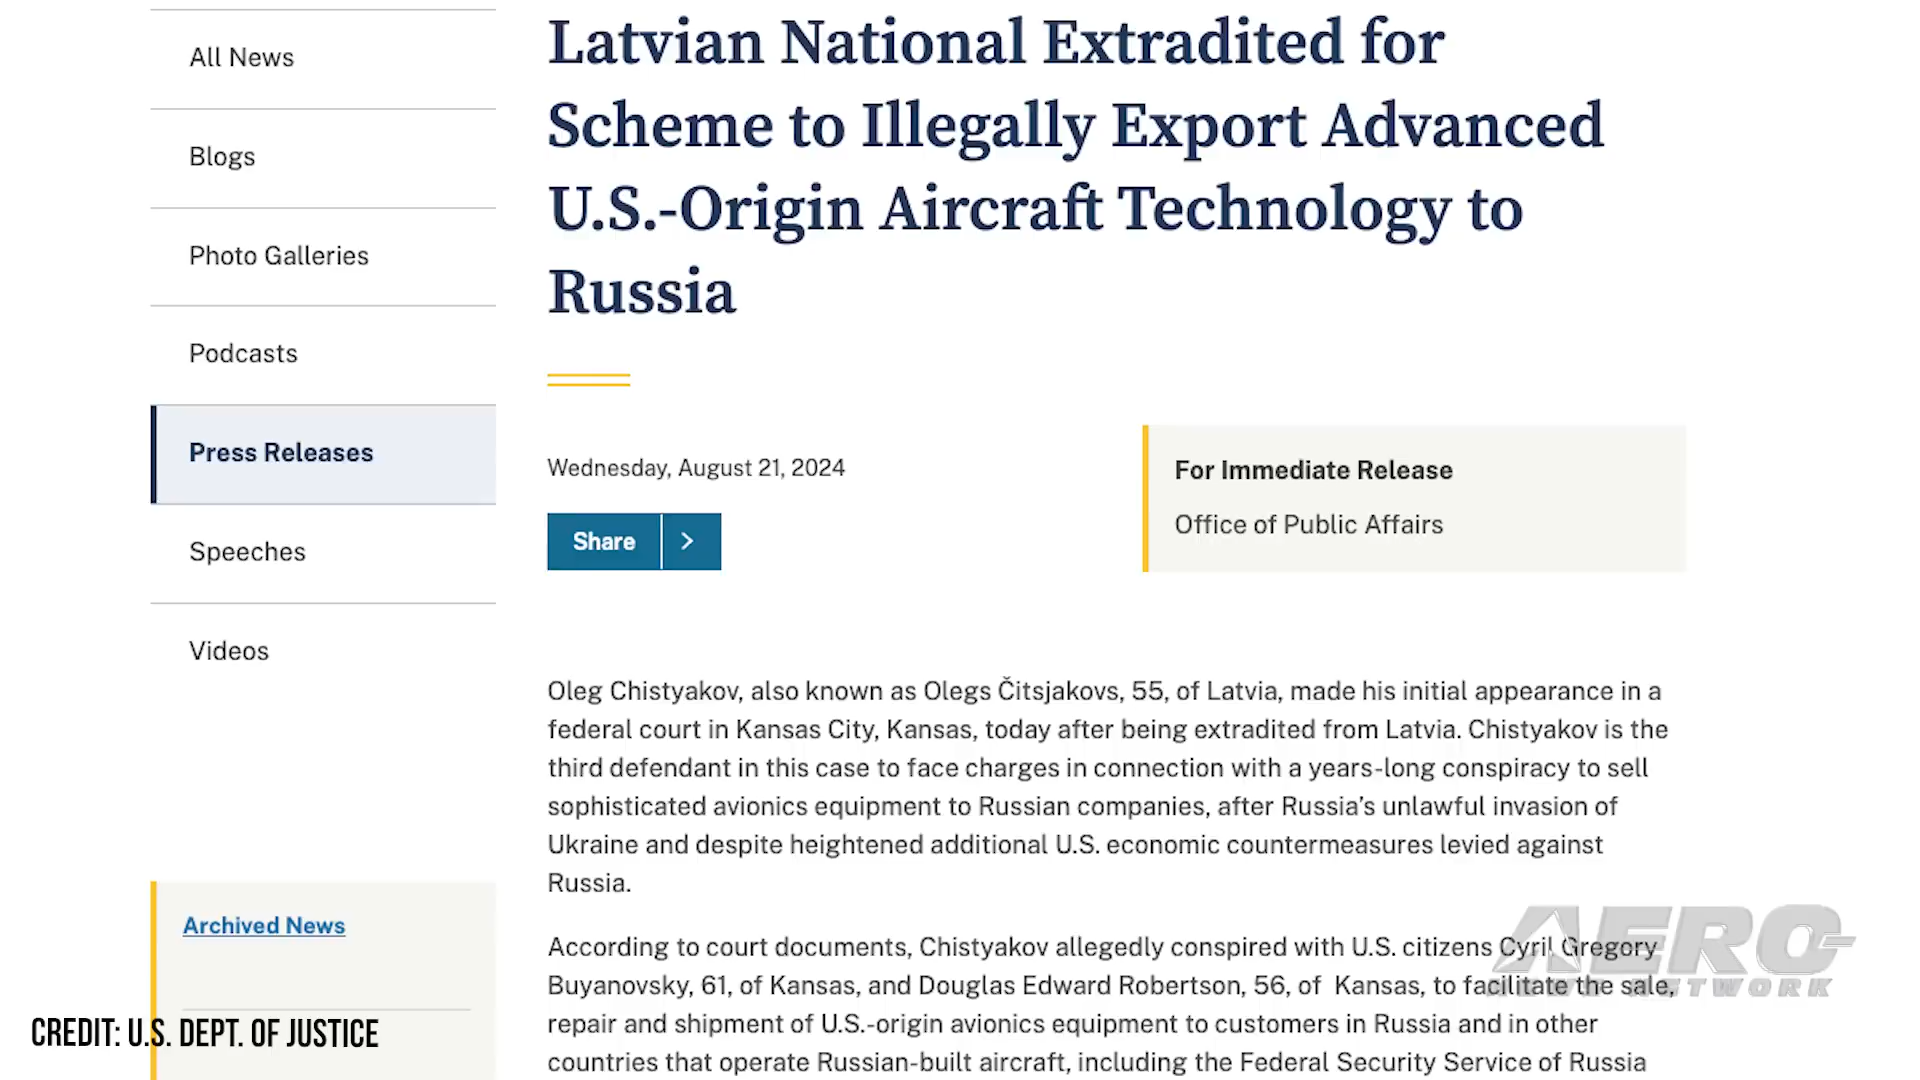 All News
Blogs
Photo Galleries
Podcasts
Press Releases
Speeches
Videos
Archived News
Latvian National Extradited for
Scheme to Illegally Export Advanced
U.S.-Origin Aircraft Technology to
Russia
Wednesday, August 21, 2024
Share
For Immediate Release
Office of Public Affairs
Oleg Chistyakov, also known as Olegs Čitsjakovs, 55, of Latvia, made his initial appearance in a
federal court in Kansas City, Kansas, today after being extradited from Latvia. Chistyakov is the
third defendant in this case to face charges in connection with a years-long conspiracy to sell
sophisticated avionics equipment to Russian companies, after Russia's unlawful invasion of
Ukraine and despite heightened additional U.S. economic countermeasures levied against
Russia.
According to court documents, Chistyakov allegedly conspired with U.S. citizens Cyril Gregory
Buyanovsky, 61, of Kansas, and Douglas Edward Robertson, 56, of Kansas, to facilitate the sale,
repair and shipment of U.S.-origin avionics equipment to customers in Russia and in other
countries that operate Russian-built aircraft, including the Federal Security Service of Russia
CREDIT: U.S. DEPT. OF JUSTICE
AERO
NEWS NETWORK